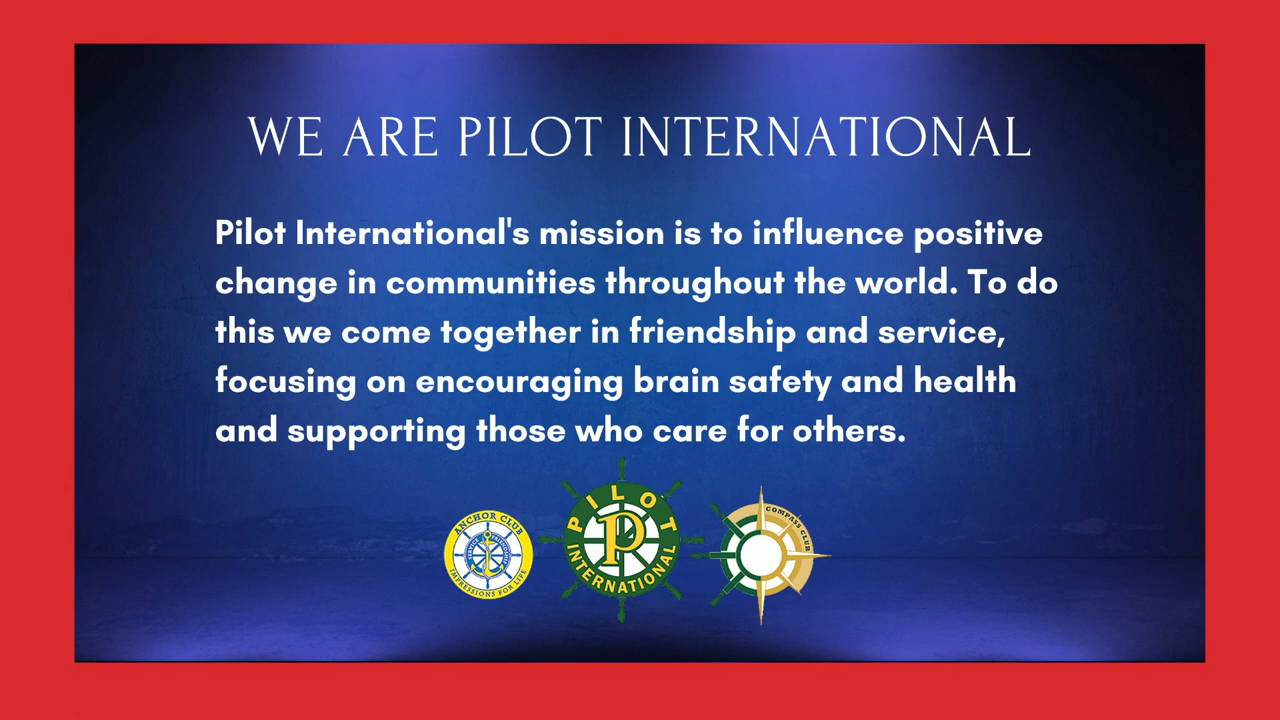 WE ARE PILOT INTERNATIONAL
Pilot International's mission is to influence positive
change in communities throughout the world. To do
this we come together in friendship and service,
focusing on encouraging brain safety and health
and supporting those who care for others.
ANCHOR CLUB
SERVICE FRIENDSHIP
IMPRESSIONS FOR LIFE
PILOT
P
INTERNATIONAL
COMPASS CLUB